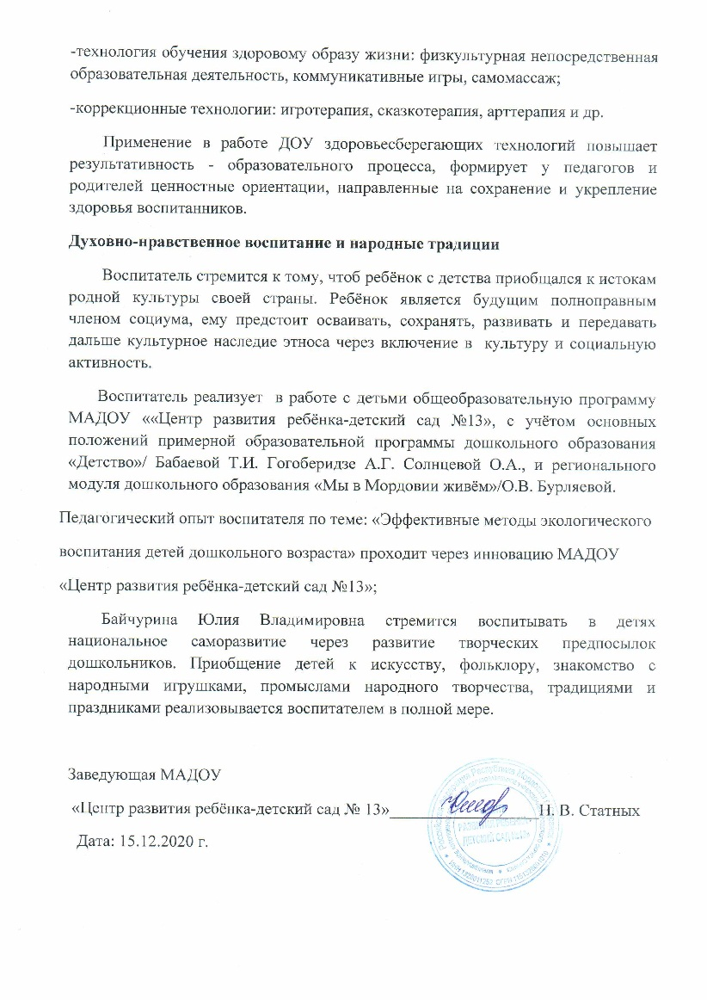 -технология обучения здоровому образу жизни: физкультурная непосредственная
образовательная деятельность, коммуникативные игры, самомассаж;
-коррекционные технологии: игротерапия, сказкотерапия, арттерапия и др.
Применение в работе ДОУ здоровьесберегающих технологий повышает
результативность - образовательного процесса, формирует у педагогов и
родителей ценностные ориентации, направленные на сохранение и укрепление
здоровья воспитанников.
Духовно-нравственное воспитание и народные традиции
Воспитатель стремится к тому, чтоб ребёнок с детства приобщался к истокам
родной культуры своей страны. Ребёнок является будущим полноправным
членом социума, ему предстоит осваивать, сохранять, развивать и передавать
дальше культурное наследие этноса через включение в культуру и социальную
активность.
Воспитатель реализует в работе с детьми общеобразовательную программу
МАДОУ ««Центр развития ребёнка-детский сад №13», с учётом основных
положений примерной образовательной программы дошкольного образования
«Детство»/ Бабаевой Т.И. Гогоберидзе А.Г. Солнцевой О.А., и регионального
модуля дошкольного образования «Мы в Мордовии живём»/О.В. Бурляевой.
Педагогический опыт воспитателя по теме: «Эффективные методы экологического
воспитания детей дошкольного возраста» проходит через инновацию МАДОУ
«Центр развития ребёнка-детский сад №13»;
Байчурина Юлия Владимировна стремится воспитывать в детях
национальное саморазвитие через развитие творческих предпосылок
дошкольников. Приобщение детей к искусству, фольклору, знакомство с
народными игрушками, промыслами народного творчества, традициями и
праздниками реализовывается воспитателем в полной мере.
Заведующая МАДОУ
«Центр развития ребёнка-детский сад № 13»__________________Н. В. Статных
Дата: 15.12.2020 г.